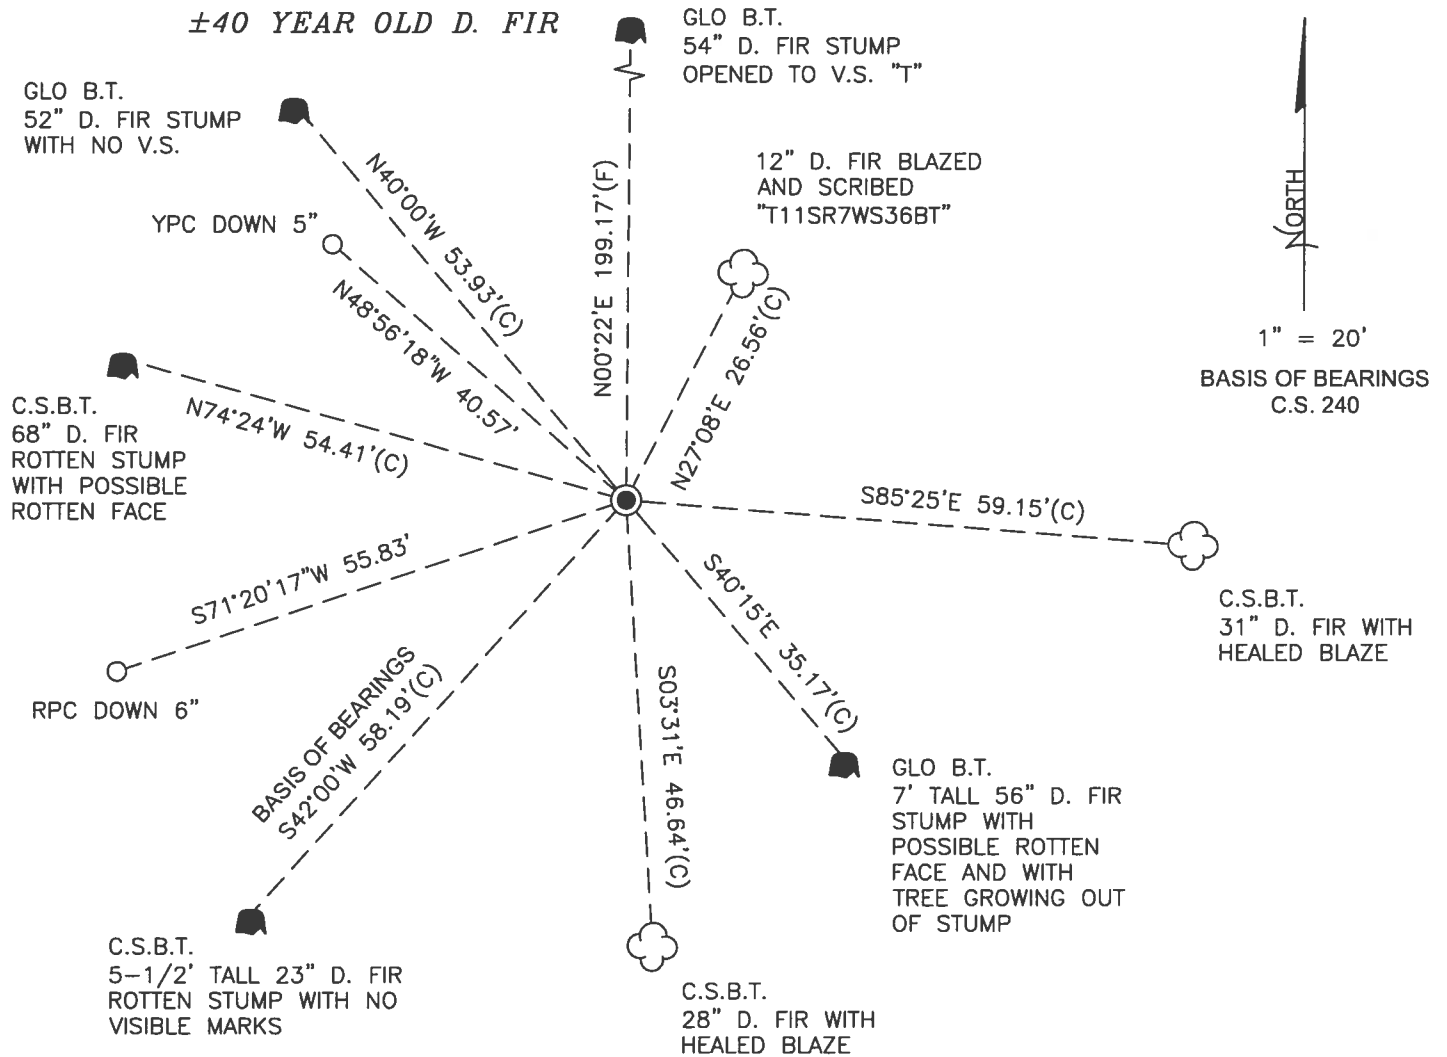 ±40 YEAR OLD D. FIR
GLO B.T.
54" D. FIR STUMP
OPENED TO V.S. "T"
GLO B.T.
52" D. FIR STUMP
WITH NO V.S.
12" D. FIR BLAZED
AND SCRIBED
"T11SR7WS36BT"
NORTH
1" = 20'
BASIS OF BEARINGS
C.S. 240
YPC DOWN 5"
N40°00'W 53.93'(C)
N48°56'18"W 40.57'
N00°22'E 199.17'(F)
N27°08'E 26.56'(C)
C.S.B.T.
68" D. FIR
ROTTEN STUMP
WITH POSSIBLE
ROTTEN FACE
N74°24'W 54.41'(C)
S85°25'E 59.15'(C)
C.S.B.T.
31" D. FIR WITH
HEALED BLAZE
S71°20'17"W 55.83'
RPC DOWN 6"
BASIS OF BEARINGS
S42°00'W 58.19'(C)
S03°31'E 46.64'(C)
S40°15'E 35.17'(C)
GLO B.T.
7' TALL 56" D. FIR
STUMP WITH
POSSIBLE ROTTEN
FACE AND WITH
TREE GROWING OUT
OF STUMP
C.S.B.T.
5-1/2' TALL 23" D. FIR
ROTTEN STUMP WITH NO
VISIBLE MARKS
C.S.B.T.
28" D. FIR WITH
HEALED BLAZE